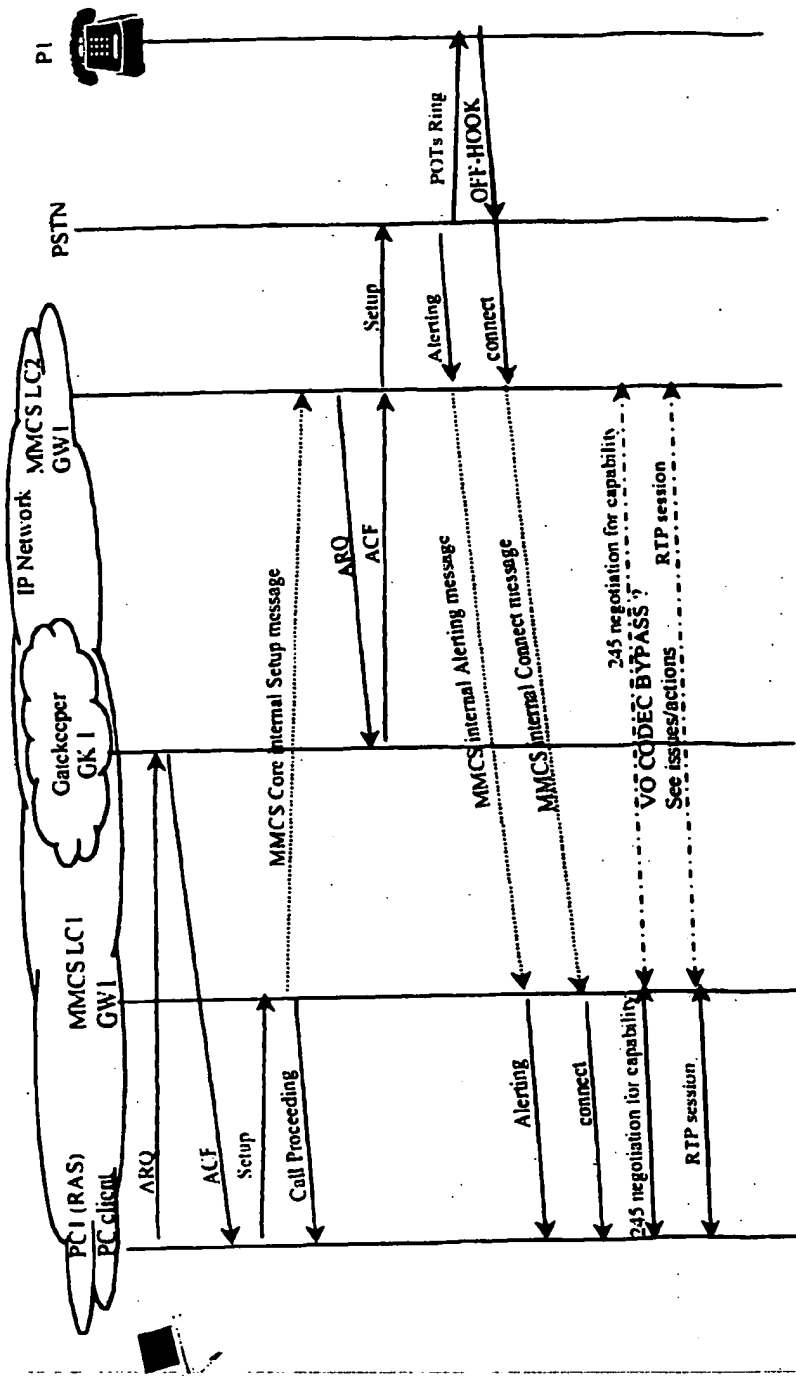 PC1 (RAS)
PC client
MMCS LC1
GW1
Gatekeeper
GK 1
IP Network
MMCS LC2
GW1
PSTN
P1
ARQ
ACF
Setup
Call Proceeding
MMCS Core internal Setup message
ARQ
ACF
Setup
Alerting
POTs Ring
OFF-HOOK
connect
MMCS internal Alerting message
MMCS internal Connect message
Alerting
connect
245 negotiation for capability
245 negotiation for capability
VO CODEC BYPASS ?
See issues/actions
RTP session
RTP session